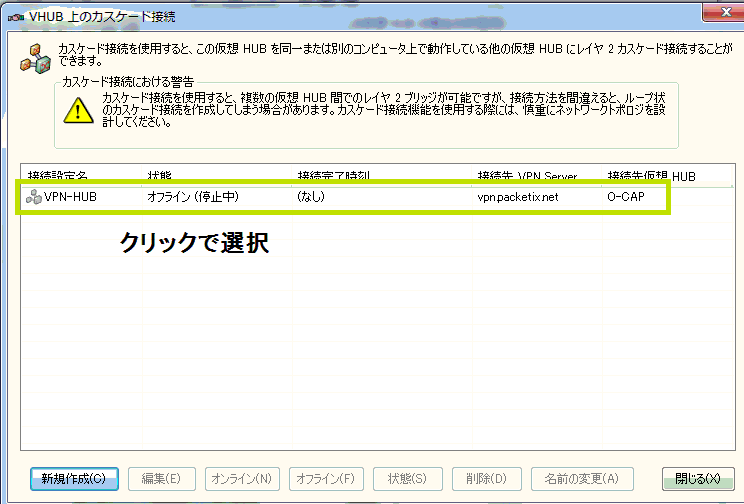 VHUB 上のカスケード接続
カスケード接続を使用すると、この仮想 HUB を同一または別のコンピュータ上で動作している他の仮想 HUB にレイヤ 2 カスケード接続することが
できます。
カスケード接続における警告
カスケード接続を使用すると、複数の仮想 HUB 間でのレイヤ 2 ブリッジが可能ですが、接続方法を間違えると、ループ状
のカスケード接続を作成してしまう場合があります。カスケード接続機能を使用する際には、慎重にネットワークトポロジを設
計してください。
接続設定名 状態 接続完了時刻 接続先 VPN Server 接続先仮想 HUB
VPN-HUB オフライン (停止中) (なし) vpn.packetix.net O-CAP
クリックで選択
新規作成(C) 編集(E) オンライン(N) オフライン(F) 状態(S) 削除(D) 名前の変更(A) 閉じる(X)